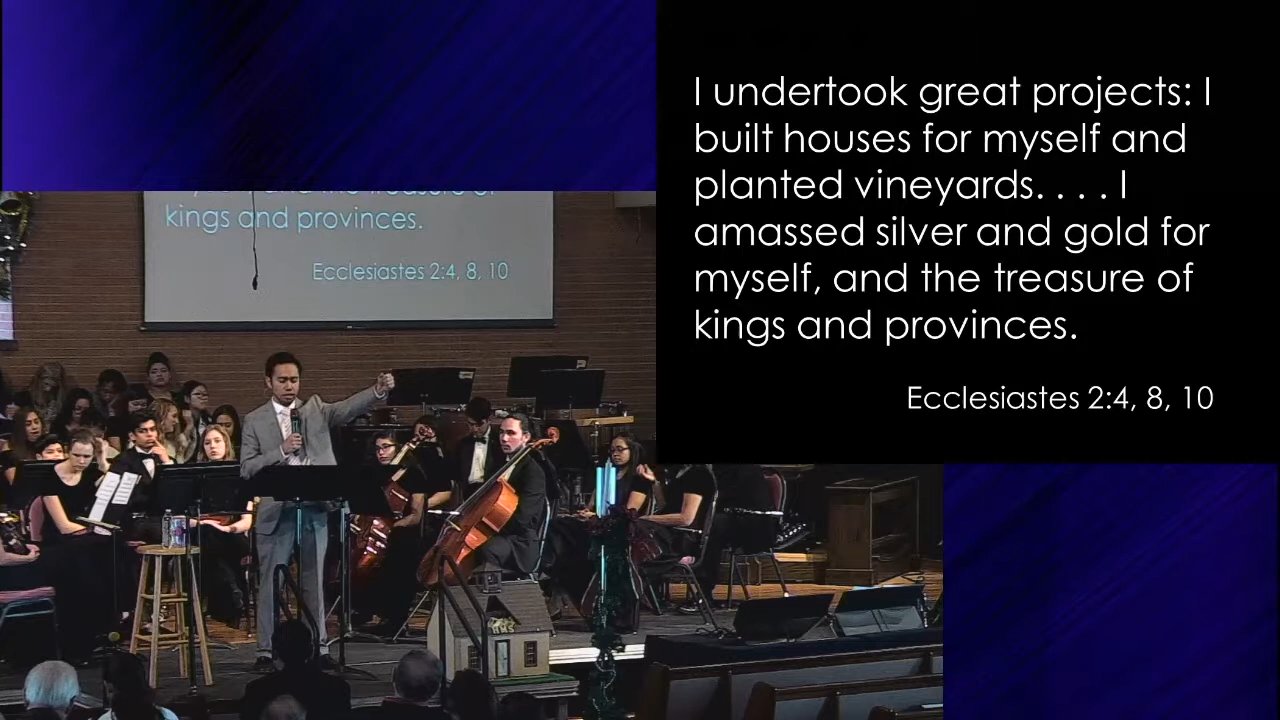 I undertook great projects: I
built houses for myself and
planted vineyards. . . . I
amassed silver and gold for
myself, and the treasure of
kings and provinces.
Ecclesiastes 2:4, 8, 10
kings and provinces.
Ecclesiastes 2:4, 8, 10